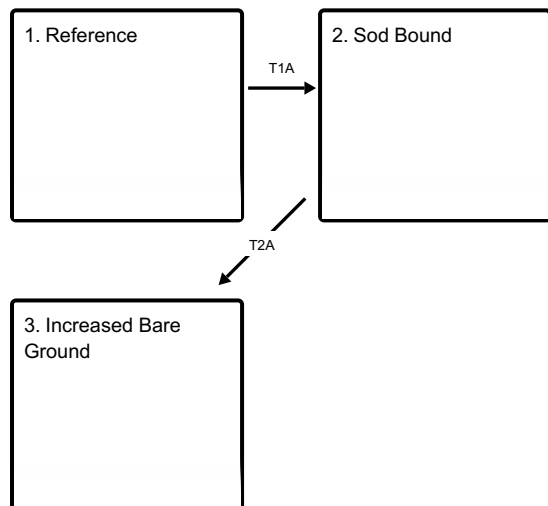 1. Reference
T1A
2. Sod Bound
T2A
3. Increased Bare
Ground